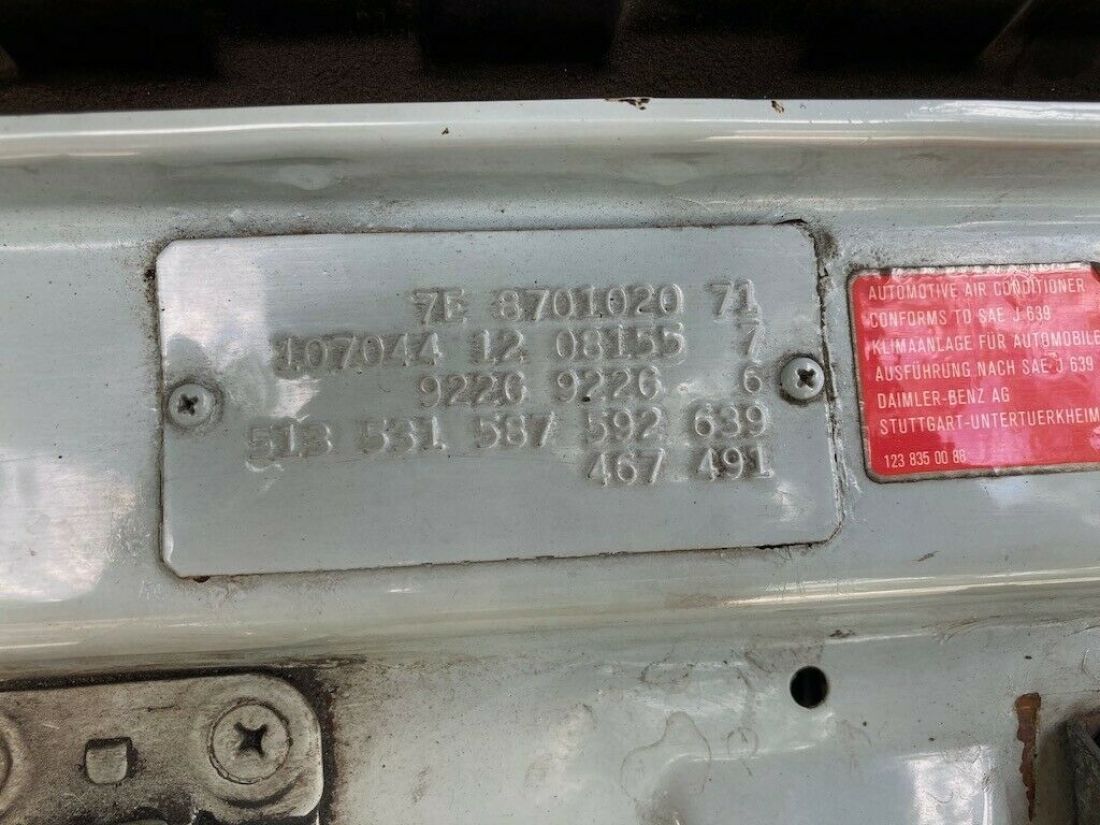 7E 8701020 71
107044 12 08155 7
922G 922G 6
513 531 587 592 639
467 491
AUTOMOTIVE AIR CONDITIONER
CONFORMS TO SAE J 639
KLIMAANLAGE FÜR AUTOMOBILE
AUSFÜHRUNG NACH SAE J 639
DAIMLER-BENZ AG
STUTTGART-UNTERTUERKHEIM
123 835 00 88